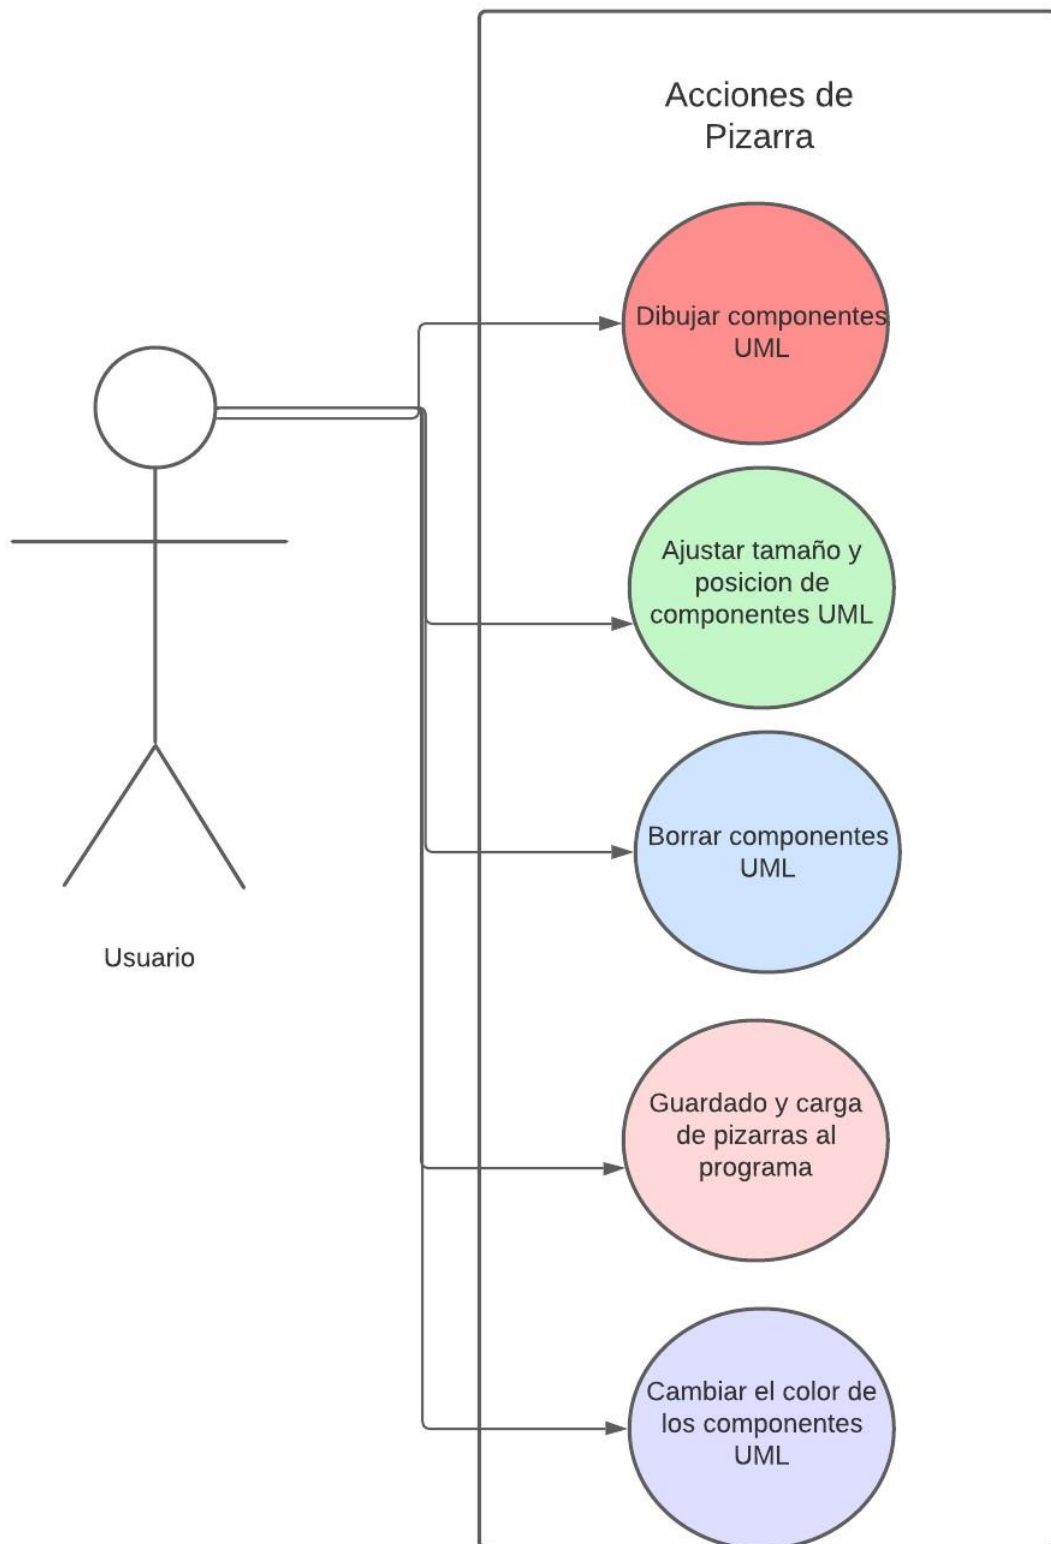 Acciones de
Pizarra
Dibujar componentes
UML
Ajustar tamaño y
posicion de
componentes UML
Borrar componentes
UML
Usuario
Guardado y carga
de pizarras al
programa
Cambiar el color de
los componentes
UML